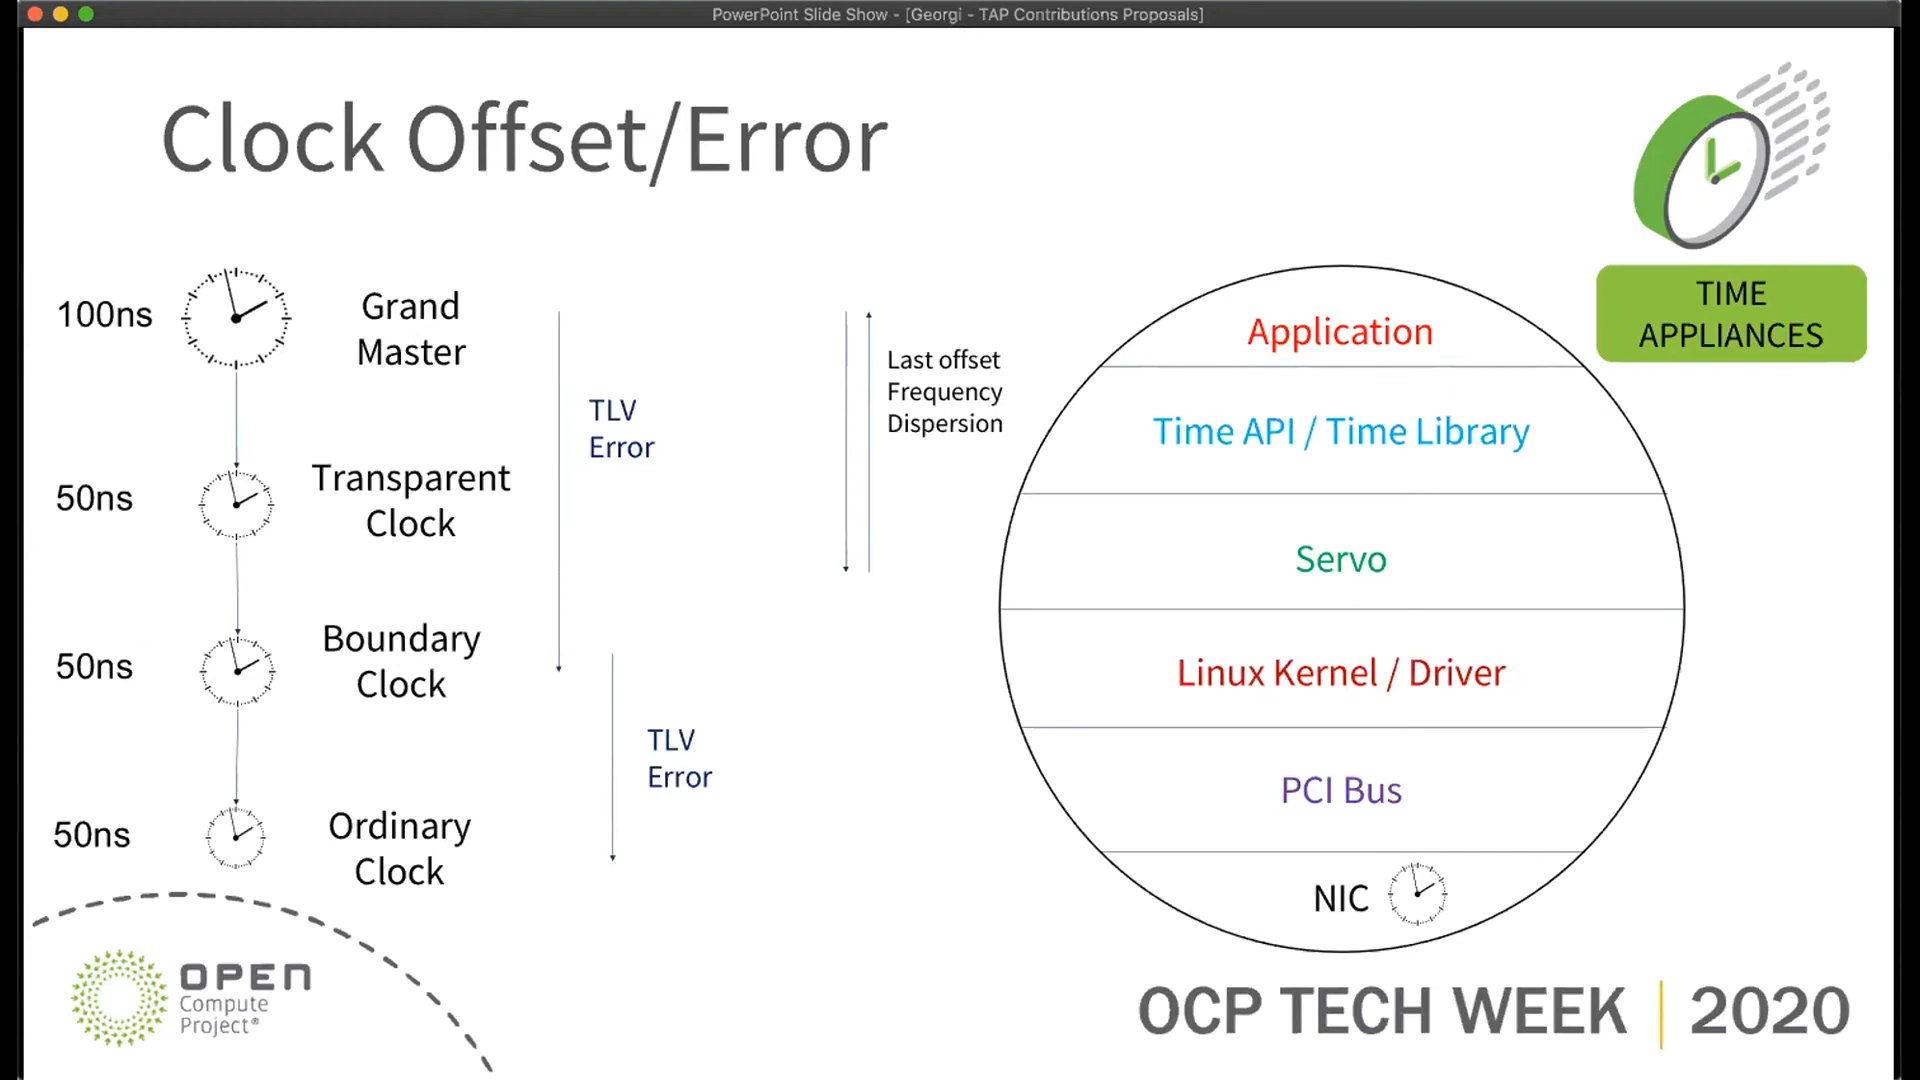 PowerPoint Slide Show - [Georgi - TAP Contributions Proposals]
Clock Offset/Error
TIME
APPLIANCES
100ns
Grand
Master
TLV
Error
50ns
Transparent
Clock
50ns
Boundary
Clock
TLV
Error
50ns
Ordinary
Clock
Last offset
Frequency
Dispersion
Application
Time API / Time Library
Servo
Linux Kernel / Driver
PCI Bus
NIC
OPEN
Compute
Project®
OCP TECH WEEK | 2020